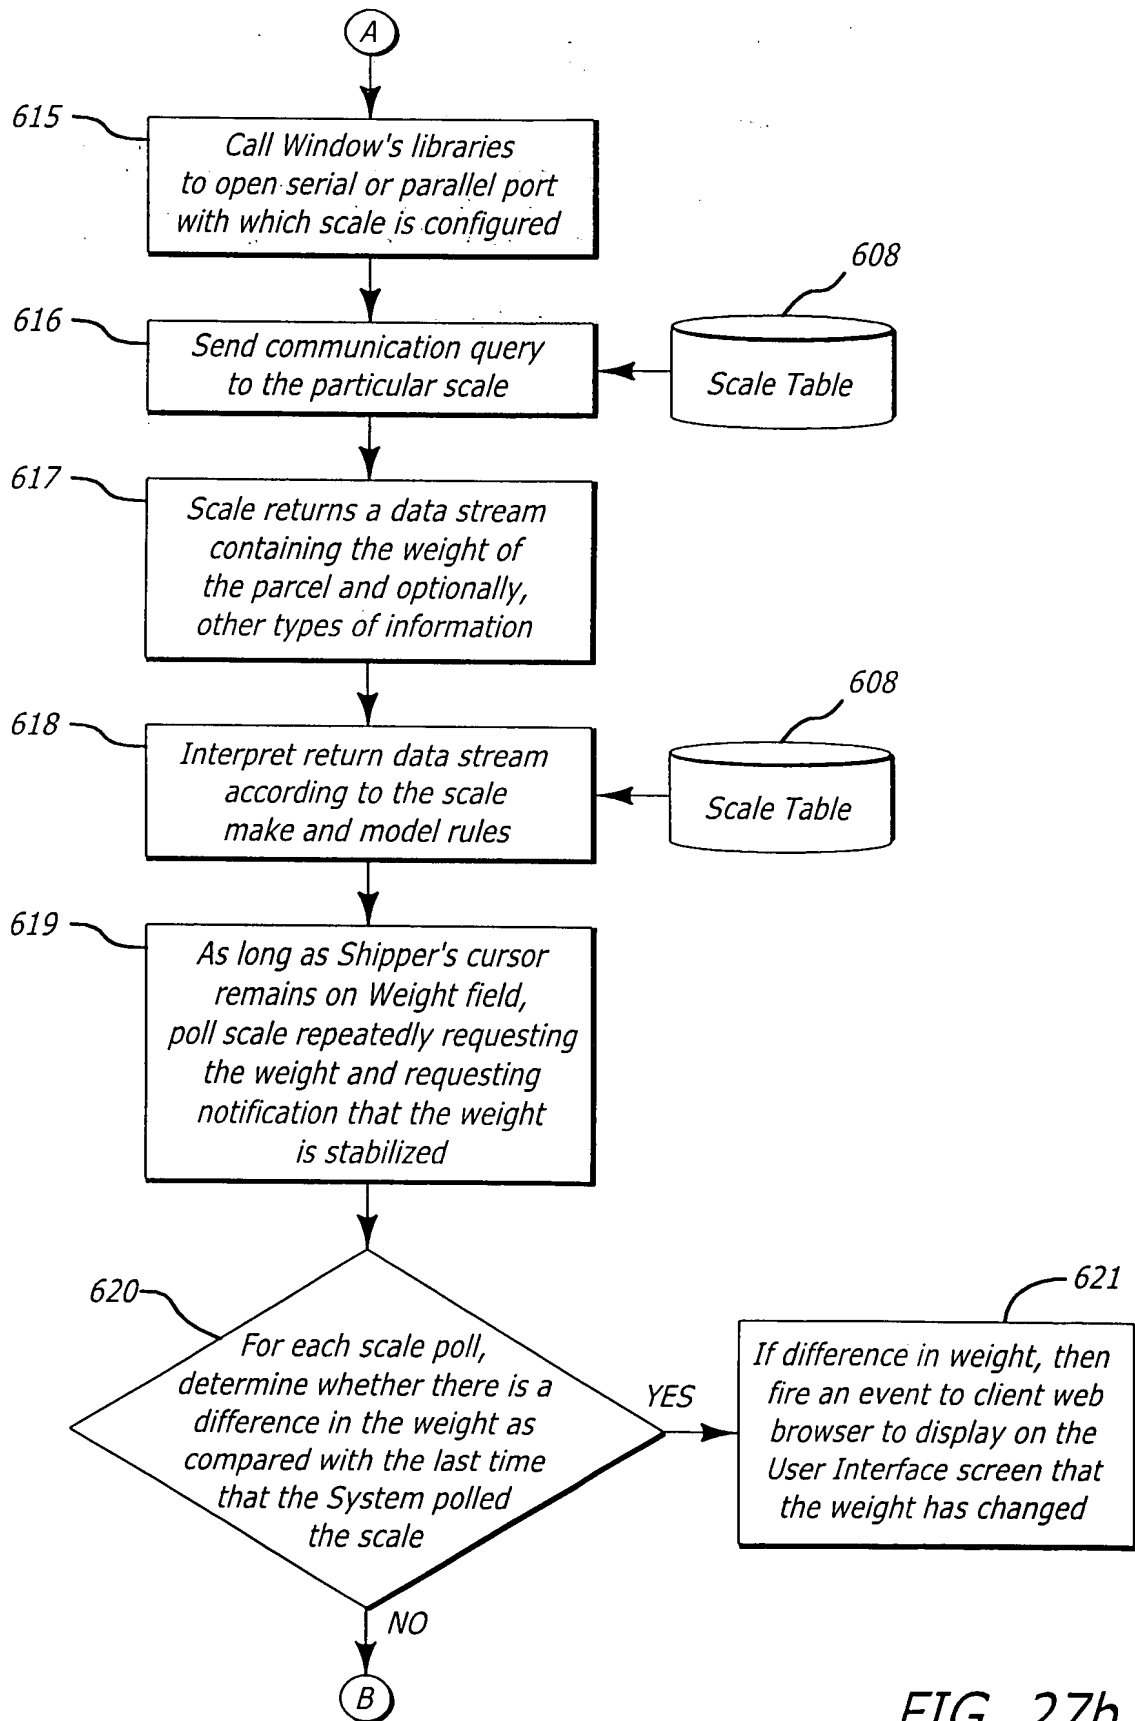 A
615
Call Window's libraries
to open serial or parallel port
with which scale is configured
608
616
Send communication query
to the particular scale
Scale Table
617
Scale returns a data stream
containing the weight of
the parcel and optionally,
other types of information
608
618
Interpret return data stream
according to the scale
make and model rules
Scale Table
619
As long as Shipper's cursor
remains on Weight field,
poll scale repeatedly requesting
the weight and requesting
notification that the weight
is stabilized
620
For each scale poll,
determine whether there is a
difference in the weight as
compared with the last time
that the System polled
the scale
YES
621
If difference in weight, then
fire an event to client web
browser to display on the
User Interface screen that
the weight has changed
NO
B
FIG. 27b